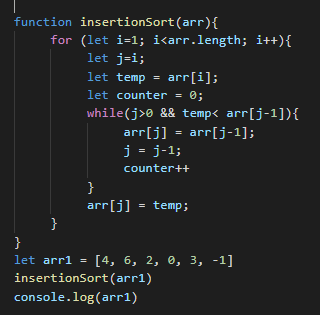 function insertionSort(arr){
for (let i=1; i<arr.length; i++){
let j=i;
let temp = arr[i];
let counter = 0;
while(j>0 && temp< arr[j-1]){
arr[j] = arr[j-1];
j = j-1;
counter++
}
arr[j] = temp;
}
}
let arr1 = [4, 6, 2, 0, 3, -1]
insertionSort(arr1)
console.log(arr1)